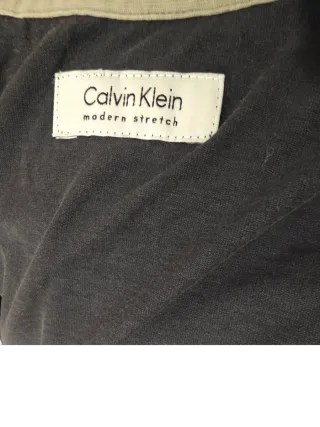 Calvin Klein
modern stretch